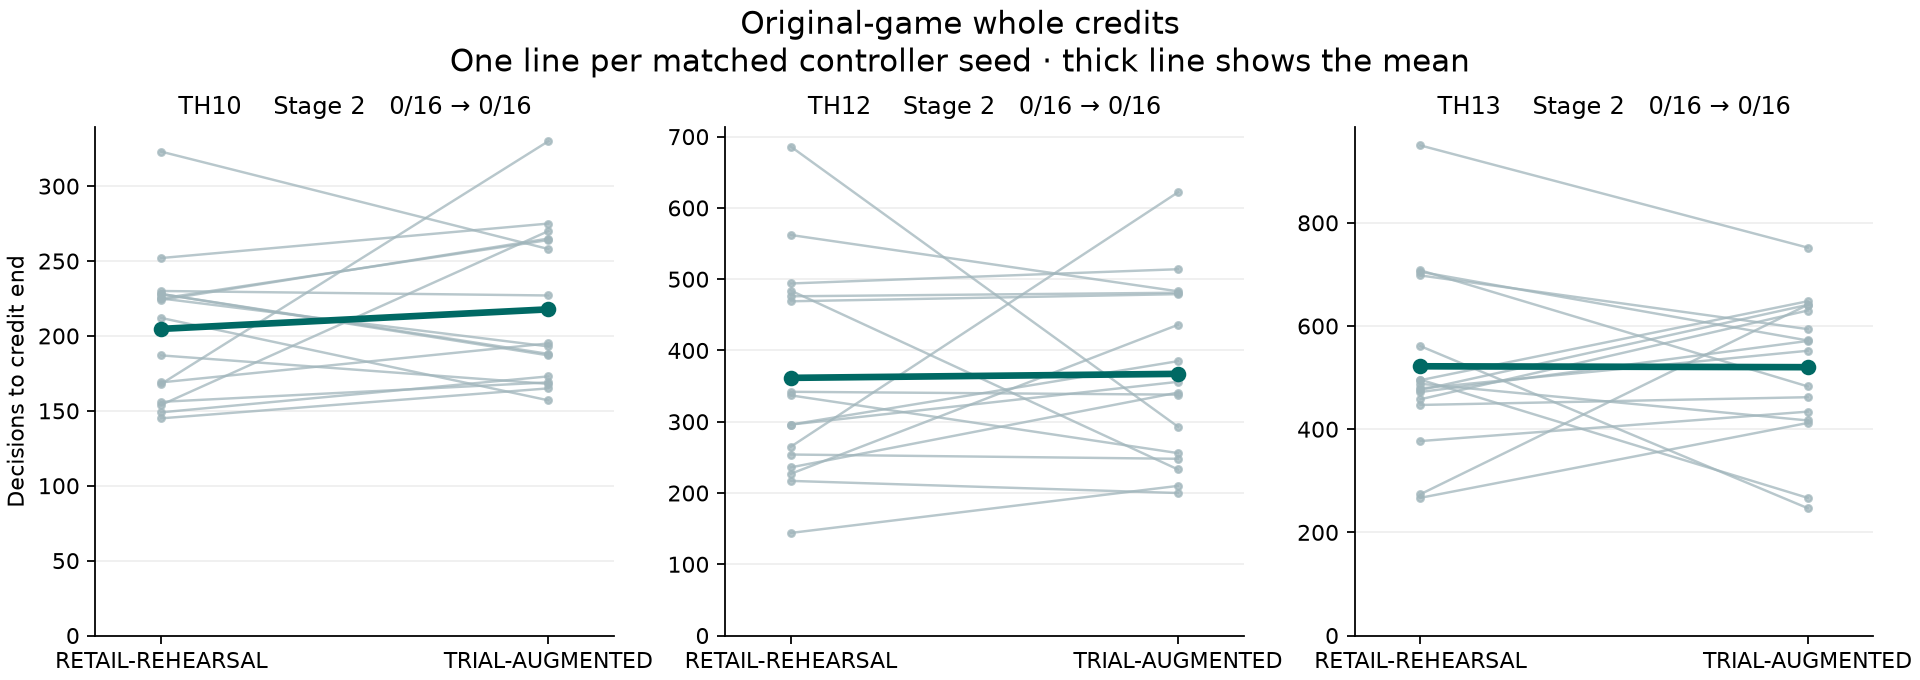 Original-game whole credits
One line per matched controller seed · thick line shows the mean
TH10 Stage 2 0/16 → 0/16
TH12 Stage 2 0/16 → 0/16
TH13 Stage 2 0/16 → 0/16
Decisions to credit end
300
250
200
150
100
50
0
RETAIL-REHEARSAL
TRIAL-AUGMENTED
700
600
500
400
300
200
100
0
RETAIL-REHEARSAL
TRIAL-AUGMENTED
800
600
400
200
0
RETAIL-REHEARSAL
TRIAL-AUGMENTED